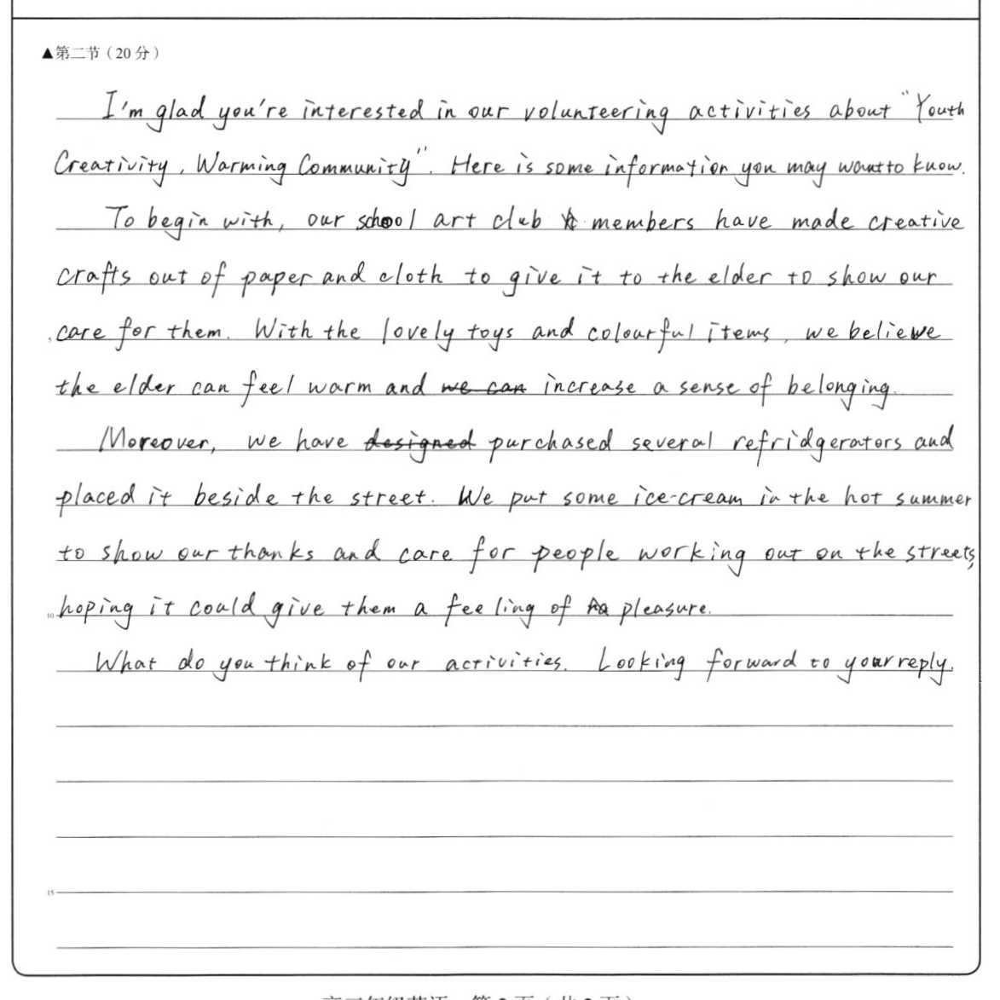 ▲第二节（20 分）
I'm glad you're interested in our volunteering activities about "Youth
Creativity, Warming Community". Here is some information you may want to know.
To begin with, our school art club members have made creative
crafts out of paper and cloth to give it to the elder to show our
care for them. With the lovely toys and colourful items, we believe
the elder can feel warm and we can increase a sense of belonging.
Moreover, we have designed purchased several refridgerators and
placed it beside the street. We put some ice-cream in the hot summer
to show our thanks and care for people working out on the streets,
10 hoping it could give them a feeling of pleasure.
What do you think of our activities. Looking forward to your reply.
15